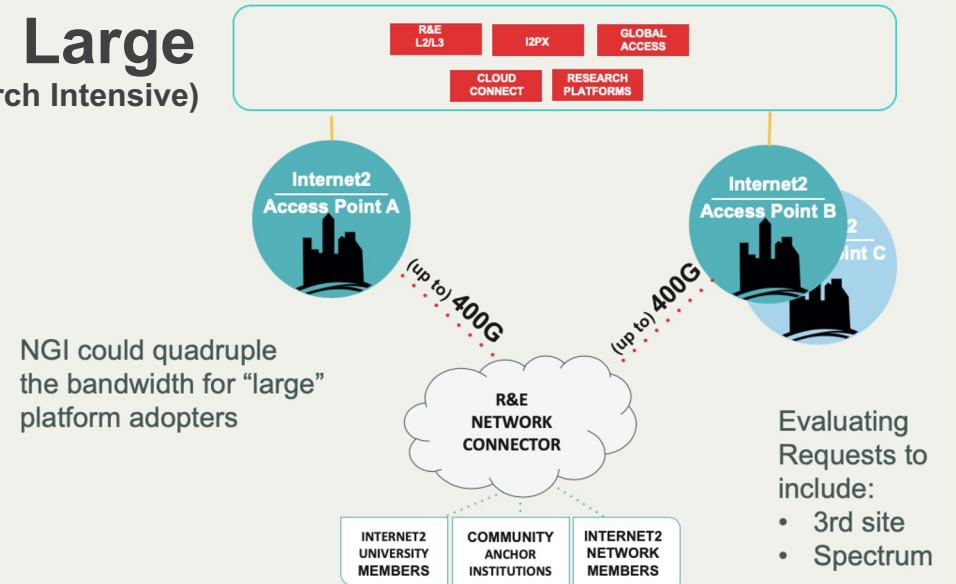 Large
rch Intensive)
R&E
L2/L3
I2PX
GLOBAL
ACCESS
CLOUD
CONNECT
RESEARCH
PLATFORMS
Internet2
Access Point A
Internet2
Access Point B
2
int C
(up to) 400G
(up to) 400G
NGI could quadruple
the bandwidth for “large”
platform adopters
R&E
NETWORK
CONNECTOR
Evaluating
Requests to
include:
• 3rd site
• Spectrum
INTERNET2
UNIVERSITY
MEMBERS
COMMUNITY
ANCHOR
INSTITUTIONS
INTERNET2
NETWORK
MEMBERS